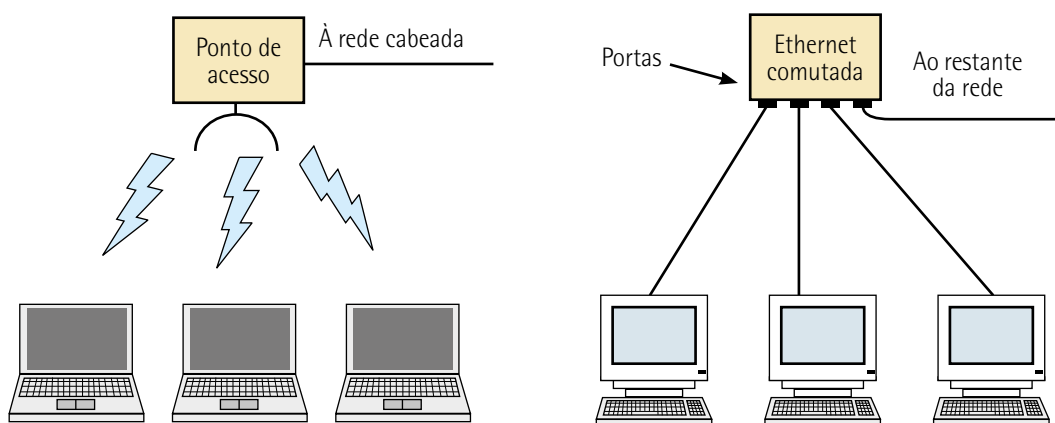 Ponto de
acesso
À rede cabeada
Portas
Ethernet
comutada
Ao restante
da rede